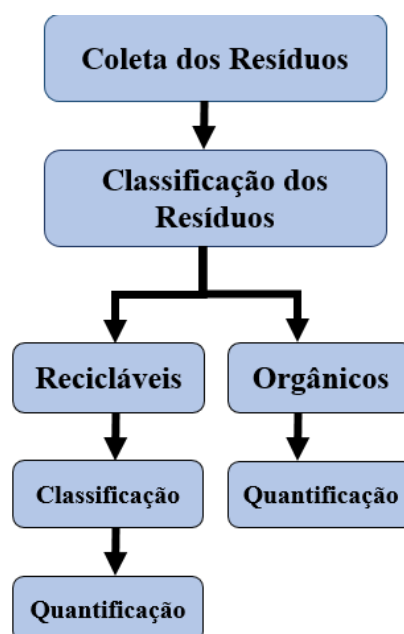 Coleta dos Resíduos
Classificação dos
Resíduos
Recicláveis
Orgânicos
Classificação
Quantificação
Quantificação